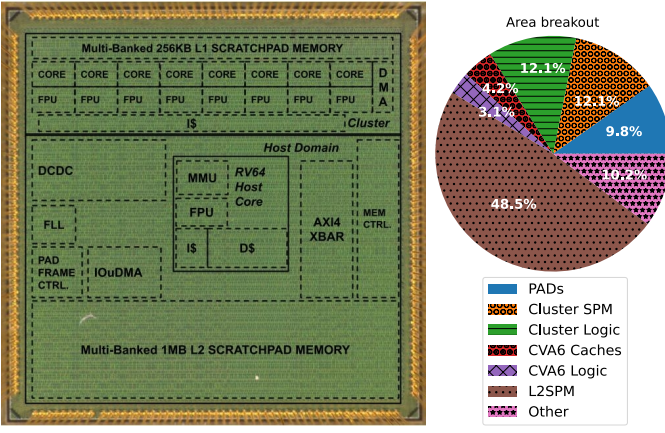 Multi-Banked 256KB L1 SCRATCHPAD MEMORY
CORE CORE CORE CORE CORE CORE CORE CORE
FPU FPU FPU FPU FPU FPU FPU FPU
DMA
I$
Cluster
Host Domain
DCDC
FLL
PAD
FRAME
CTRL.
IOuDMA
MMU
FPU
I$
D$
RV64
Host
Core
AXI4
XBAR
MEM
CTRL.
Multi-Banked 1MB L2 SCRATCHPAD MEMORY
Area breakout
12.1%
12.1%
4.2%
3.1%
9.8%
10.2%
48.5%
PADs
Cluster SPM
Cluster Logic
CVA6 Caches
CVA6 Logic
L2SPM
Other